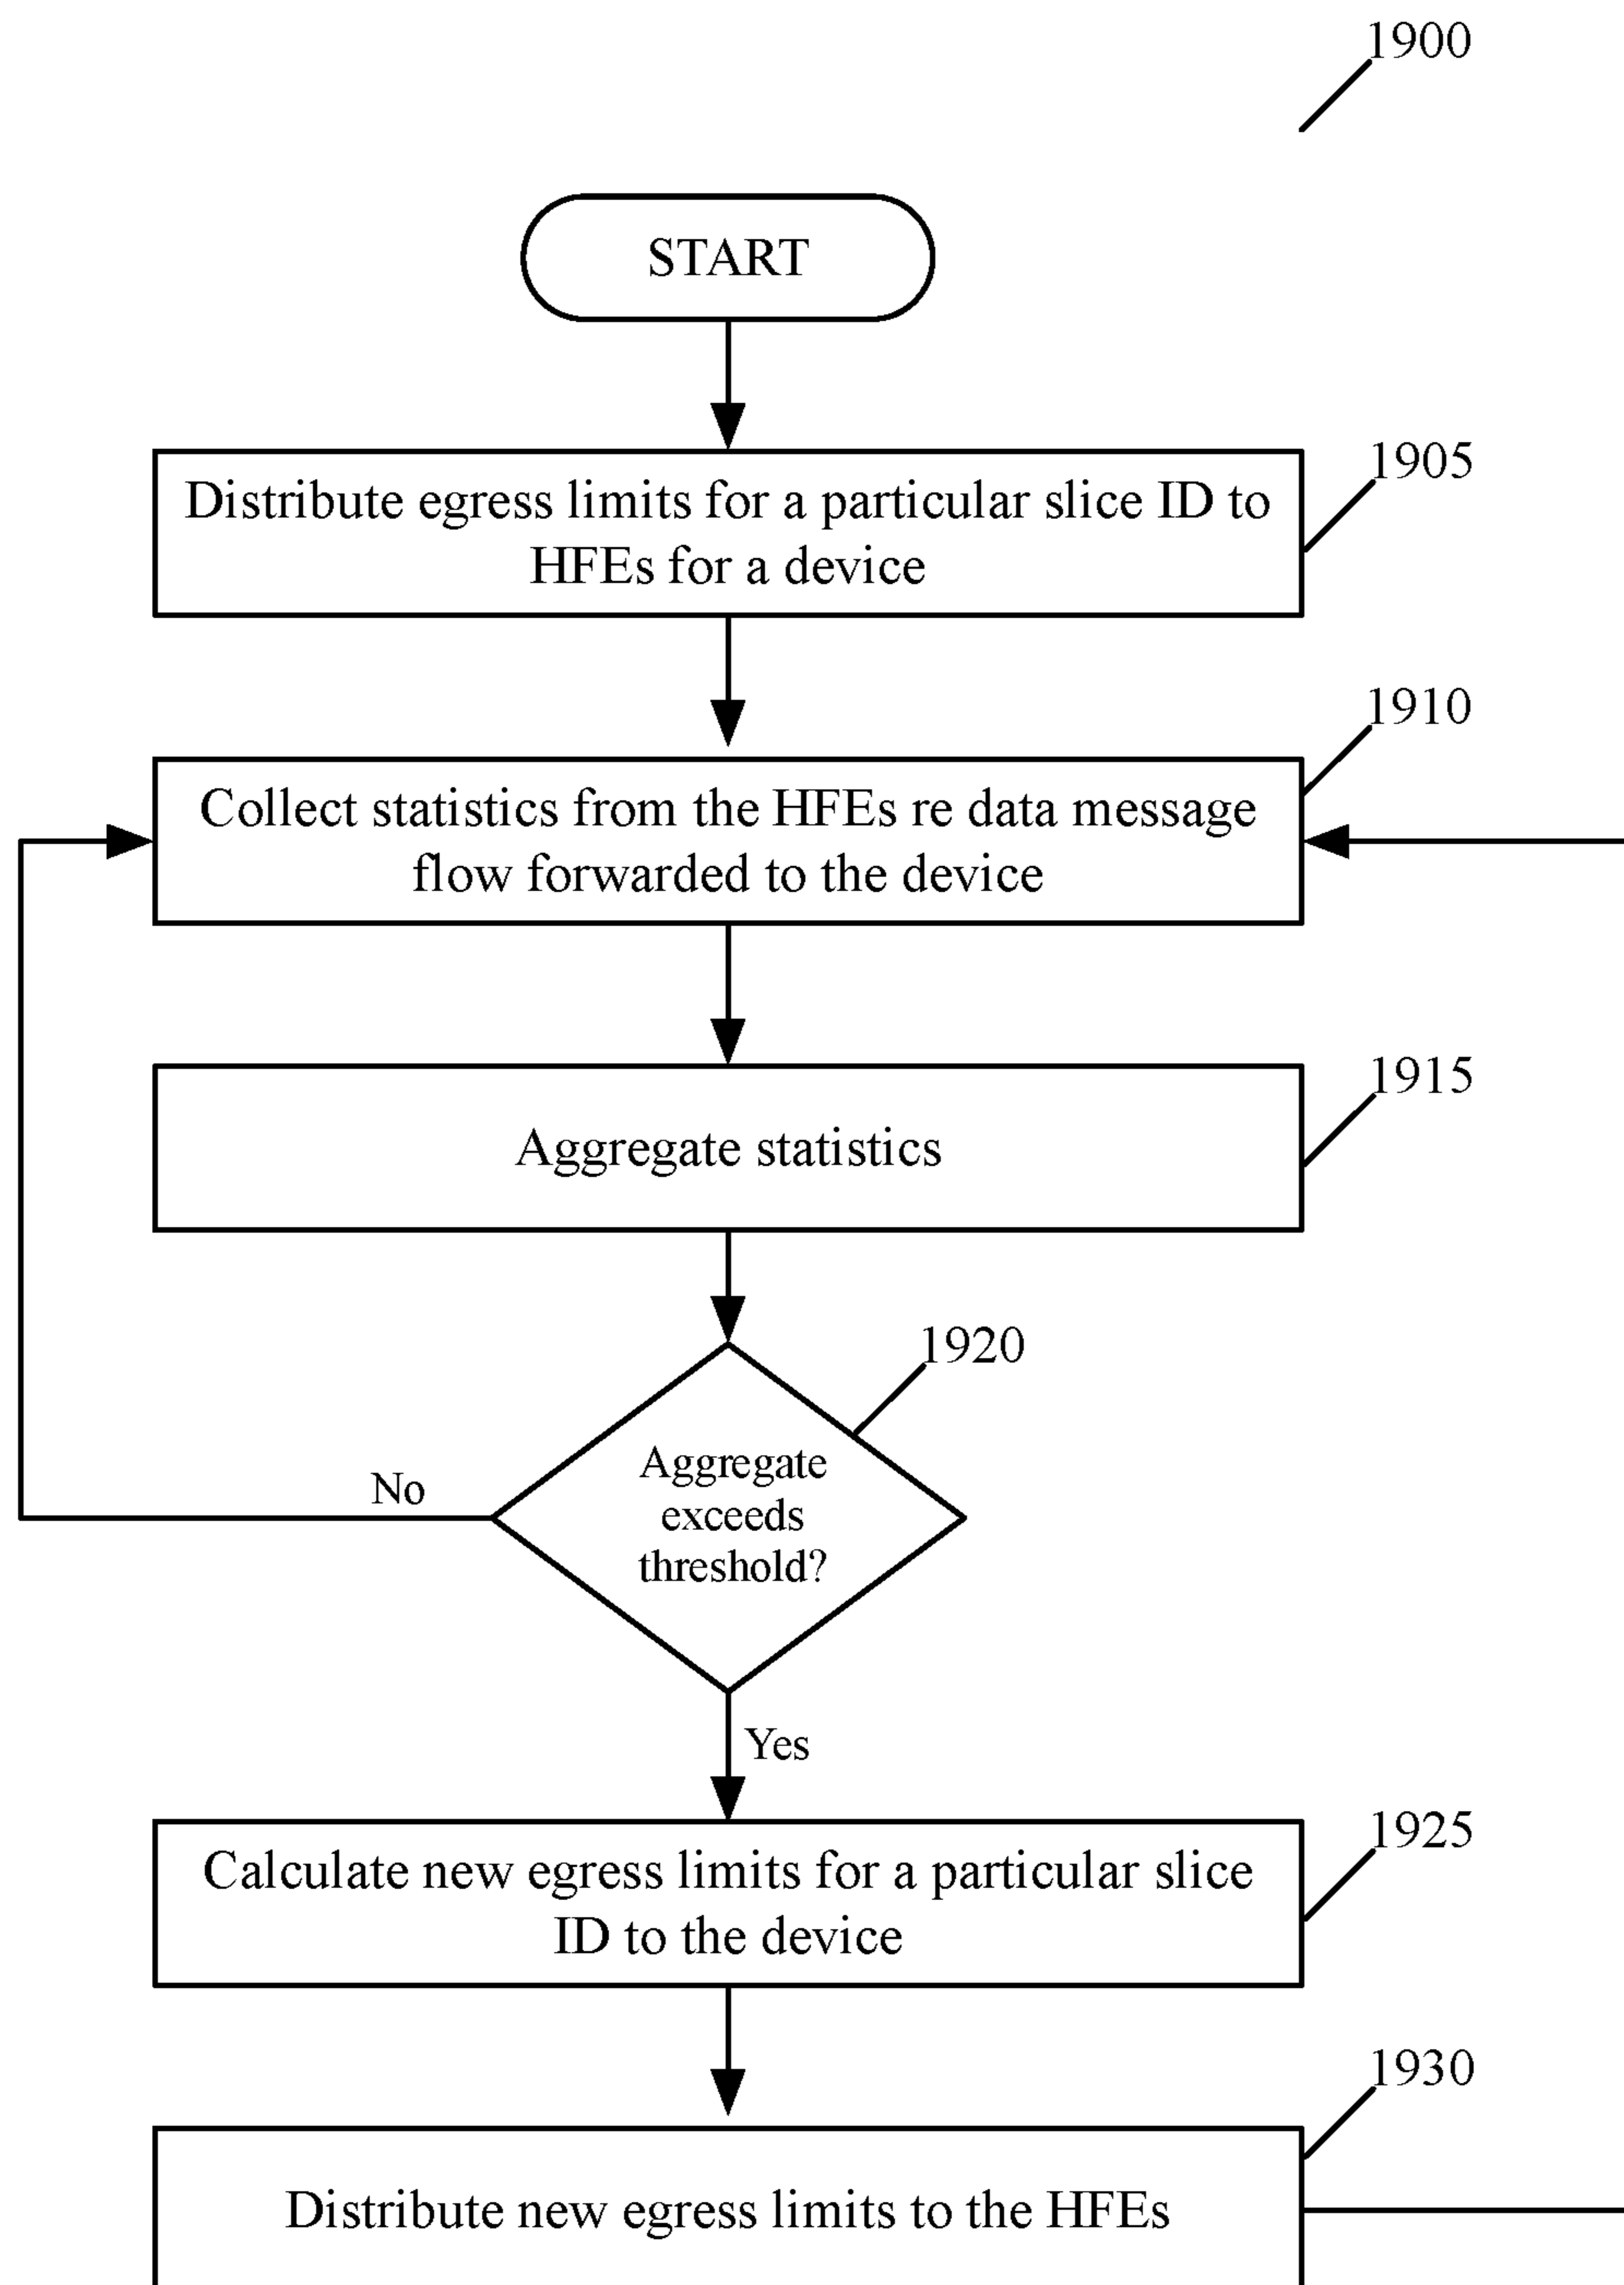 1900
START
1905
Distribute egress limits for a particular slice ID to
HFEs for a device
1910
Collect statistics from the HFEs re data message
flow forwarded to the device
1915
Aggregate statistics
1920
Aggregate
exceeds
threshold?
No
Yes
1925
Calculate new egress limits for a particular slice
ID to the device
1930
Distribute new egress limits to the HFEs